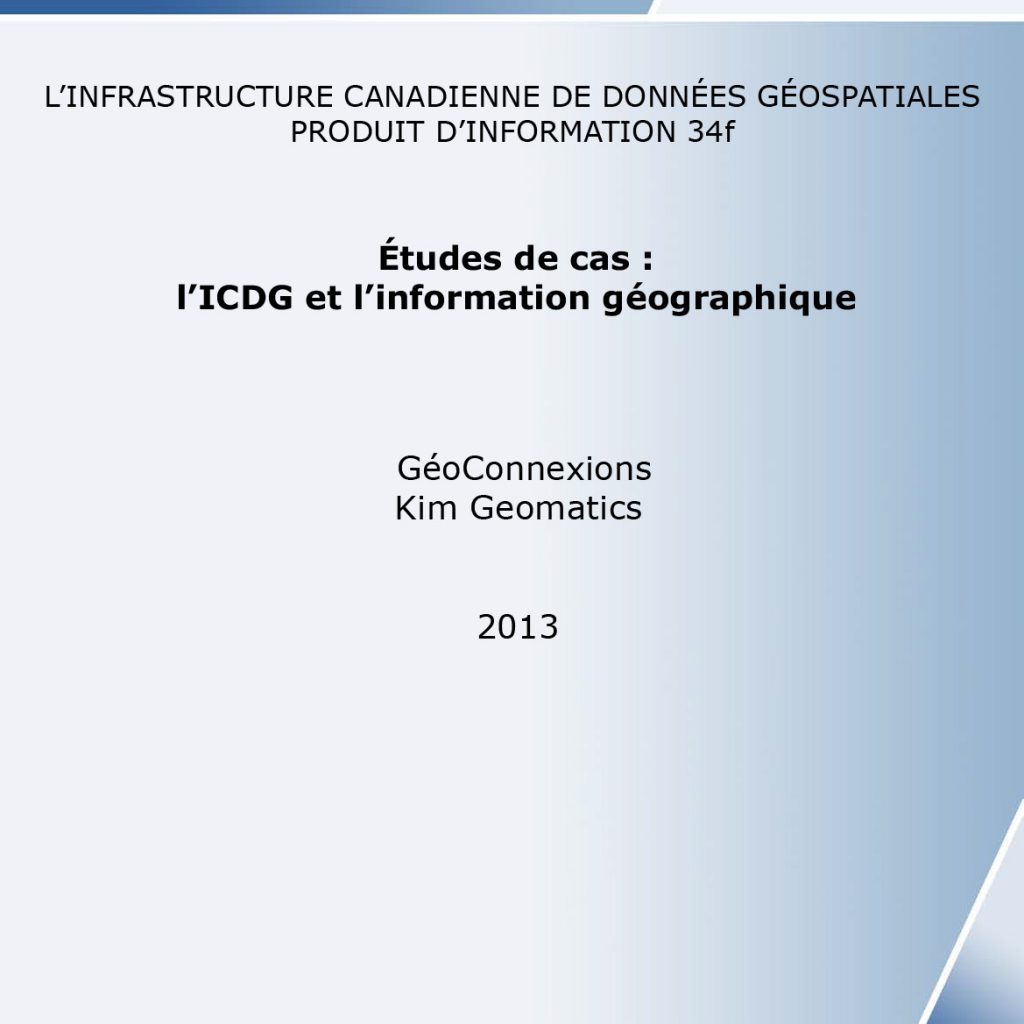 L’INFRASTRUCTURE CANADIENNE DE DONNÉES GÉOSPATIALES
PRODUIT D’INFORMATION 34f
Études de cas :
l’ICDG et l’information géographique
GéoConnexions
Kim Geomatics
2013